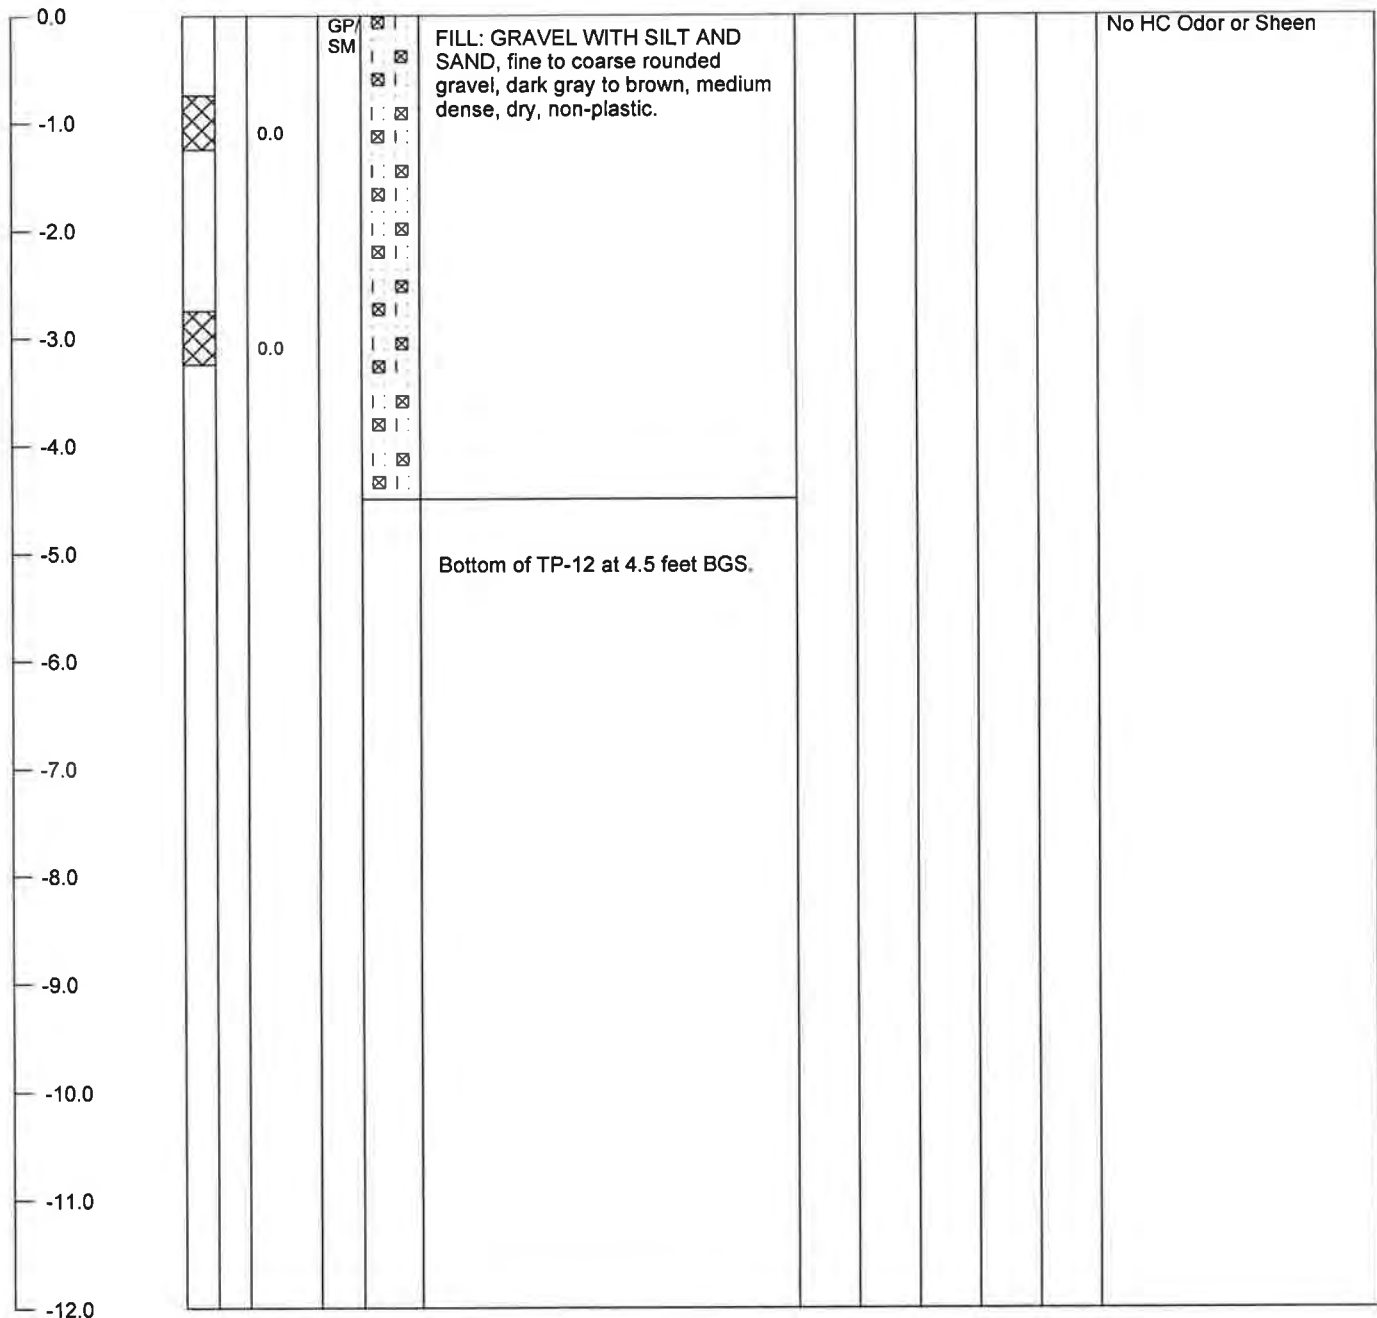 0.0
GP/
SM
FILL: GRAVEL WITH SILT AND
SAND, fine to coarse rounded
gravel, dark gray to brown, medium
dense, dry, non-plastic.
No HC Odor or Sheen
-1.0
0.0
-2.0
-3.0
0.0
-4.0
-5.0
Bottom of TP-12 at 4.5 feet BGS.
-6.0
-7.0
-8.0
-9.0
-10.0
-11.0
-12.0